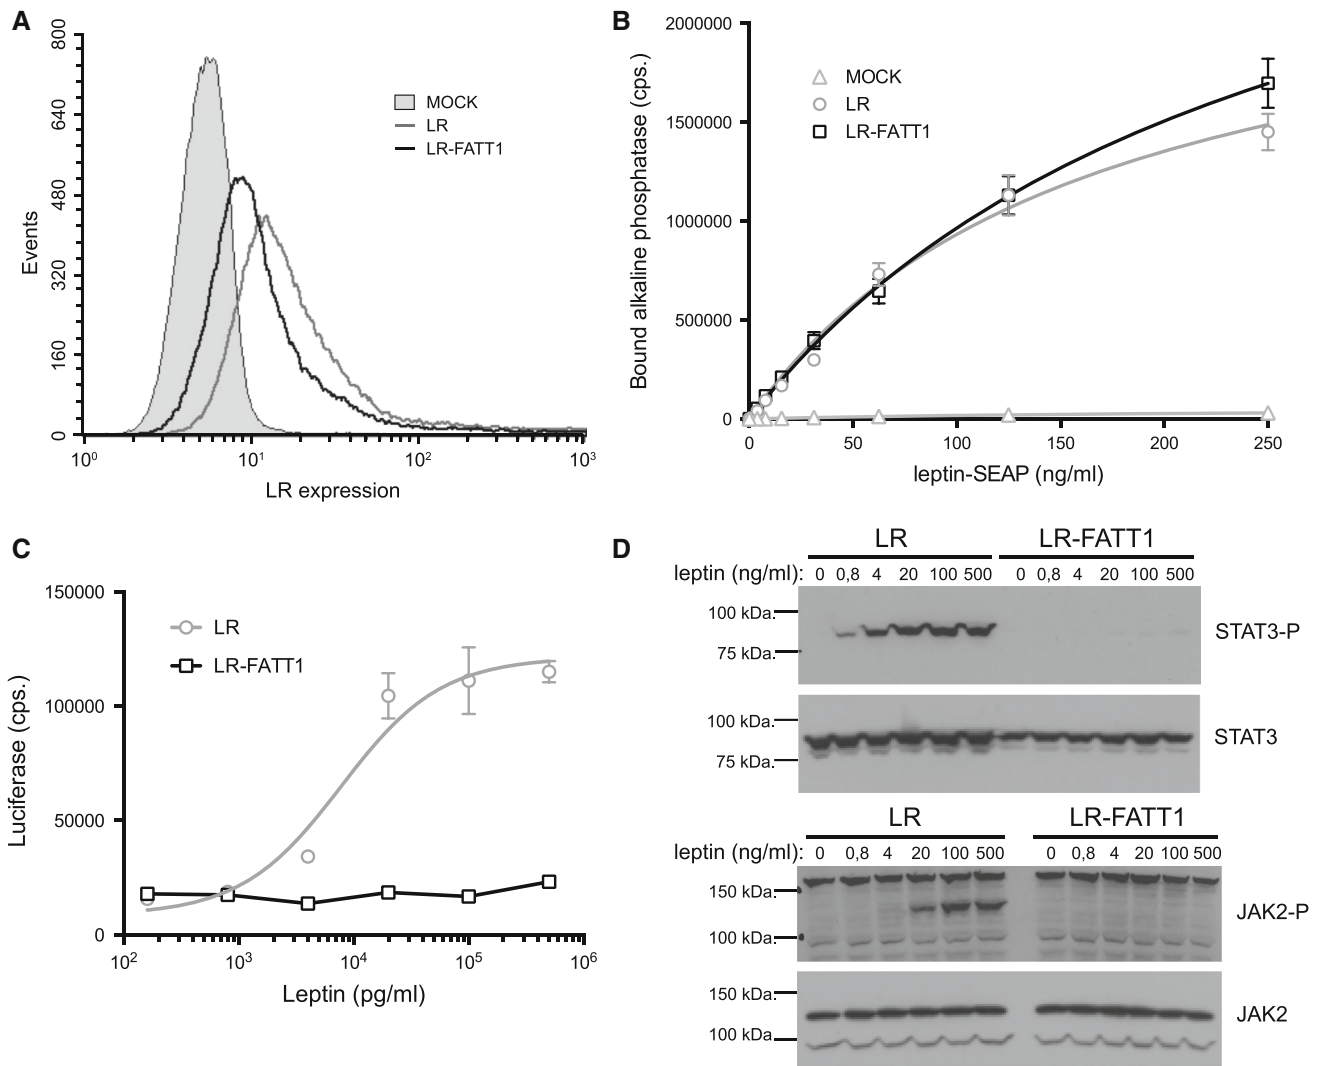 A
800
640
480
320
160
0
Events
10⁰
10¹
10²
10³
LR expression
MOCK
LR
LR-FATT1
B
2000000
1500000
1000000
500000
0
Bound alkaline phosphatase (cps.)
MOCK
LR
LR-FATT1
0
50
100
150
200
250
leptin-SEAP (ng/ml)
C
150000
100000
50000
0
Luciferase (cps.)
LR
LR-FATT1
10²
10³
10⁴
10⁵
10⁶
Leptin (pg/ml)
D
LR
LR-FATT1
leptin (ng/ml): 0 0,8 4 20 100 500 0 0,8 4 20 100 500
100 kDa.
75 kDa.
STAT3-P
100 kDa.
75 kDa.
STAT3
LR
LR-FATT1
leptin (ng/ml): 0 0,8 4 20 100 500 0 0,8 4 20 100 500
150 kDa.
100 kDa.
JAK2-P
150 kDa.
100 kDa.
JAK2